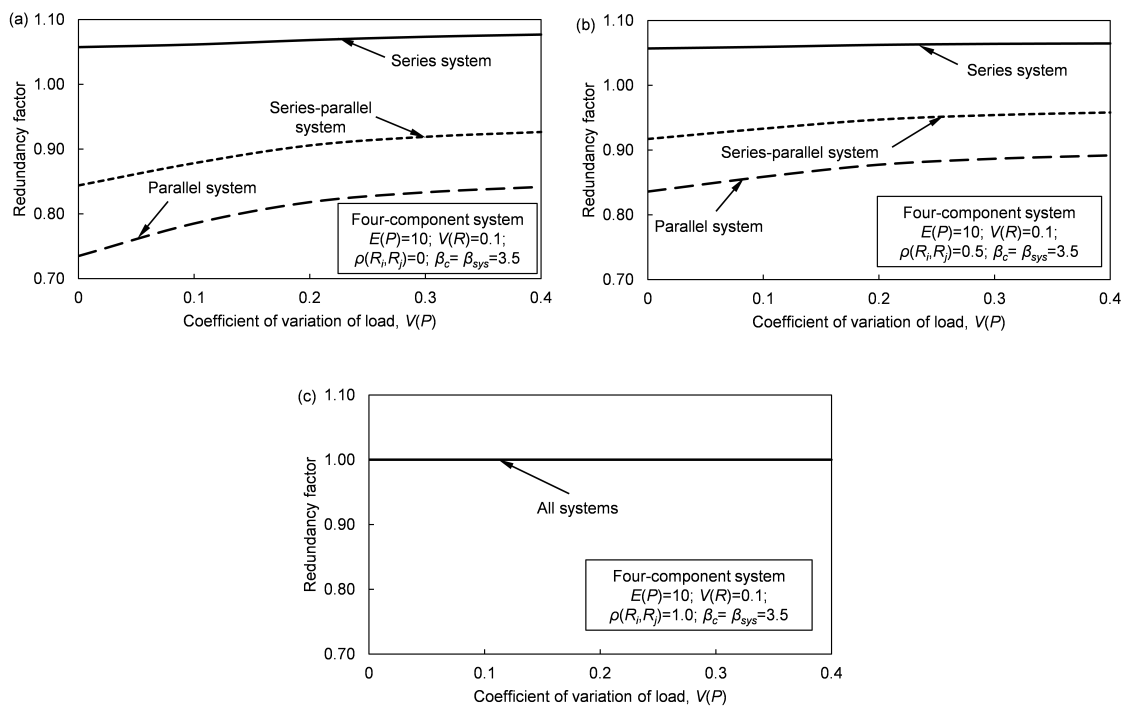 (a)
1.10
1.00
0.90
0.80
0.70
Redundancy factor
Series system
Series-parallel
system
Parallel system
Four-component system
E(P)=10; V(R)=0.1;
ρ(Ri,Rj)=0; βc= βsys=3.5
0 0.1 0.2 0.3 0.4
Coefficient of variation of load, V(P)
(b)
1.10
1.00
0.90
0.80
0.70
Redundancy factor
Series system
Series-parallel system
Parallel system
Four-component system
E(P)=10; V(R)=0.1;
ρ(Ri,Rj)=0.5; βc= βsys=3.5
0 0.1 0.2 0.3 0.4
Coefficient of variation of load, V(P)
(c)
1.10
1.00
0.90
0.80
0.70
Redundancy factor
All systems
Four-component system
E(P)=10; V(R)=0.1;
ρ(Ri,Rj)=1.0; βc= βsys=3.5
0 0.1 0.2 0.3 0.4
Coefficient of variation of load, V(P)